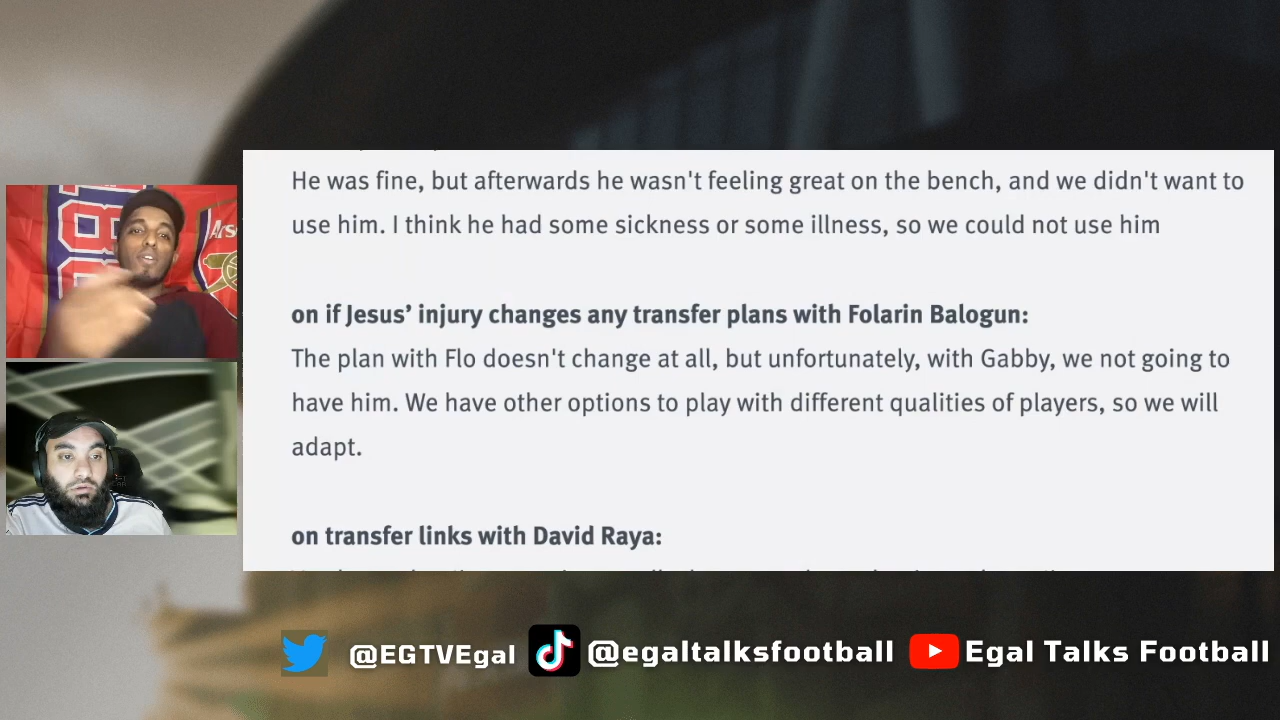 He was fine, but afterwards he wasn't feeling great on the bench, and we didn't want to
use him. I think he had some sickness or some illness, so we could not use him
on if Jesus’ injury changes any transfer plans with Folarin Balogun:
The plan with Flo doesn't change at all, but unfortunately, with Gabby, we not going to
have him. We have other options to play with different qualities of players, so we will
adapt.
on transfer links with David Raya:
@EGTVEgal @egaltalksfootball Egal Talks Football